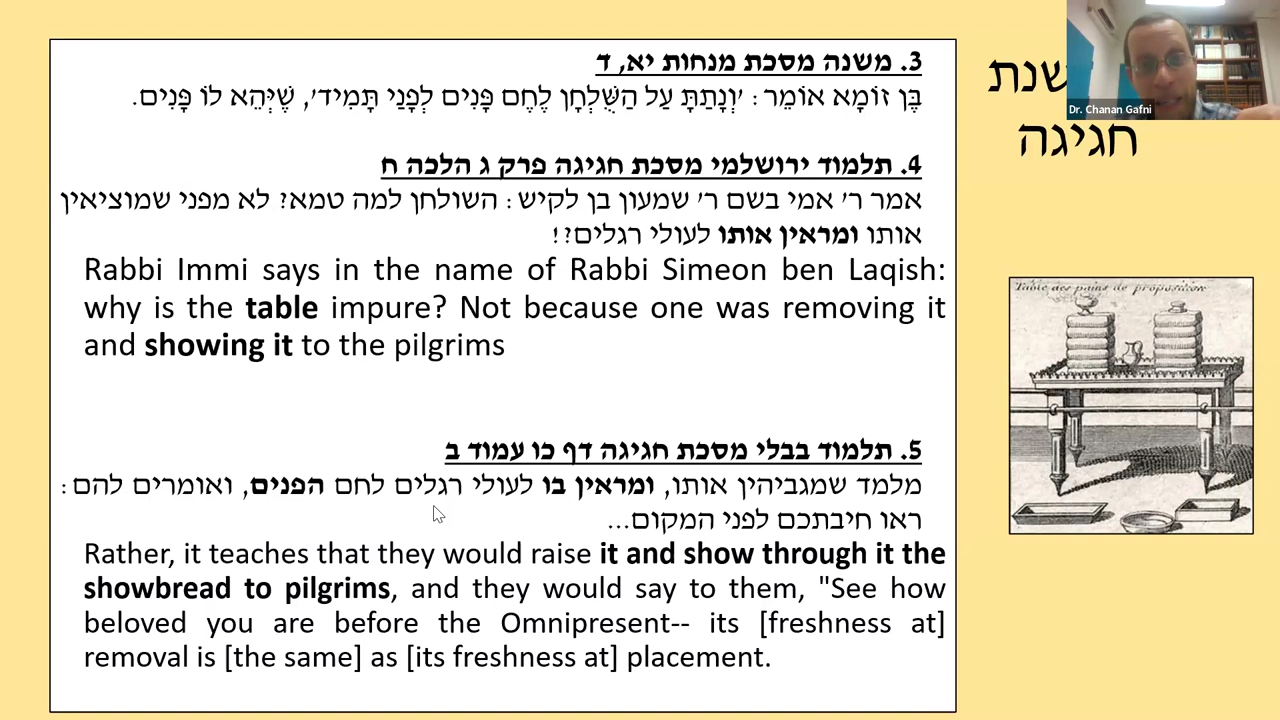 3. משנה מסכת מנחות יא, ד
בֶּן זוֹמָא אוֹמֵר: 'וְנָתַתָּ עַל הַשֻּׁלְחָן לֶחֶם פָּנִים לְפָנַי תָּמִיד', שֶׁיְּהֵא לוֹ פָּנִים.
4. תלמוד ירושלמי מסכת חגיגה פרק ג הלכה ח
אמר ר' אמי בשם ר' שמעון בן לקיש: השולחן למה טמא? לא מפני שמוציאין
אותו ומראין אותו לעולי רגלים?!
Rabbi Immi says in the name of Rabbi Simeon ben Laqish:
why is the table impure? Not because one was removing it
and showing it to the pilgrims
5. תלמוד בבלי מסכת חגיגה דף כו עמוד ב
מלמד שמגביהין אותו, ומראין בו לעולי רגלים לחם הפנים, ואומרים להם:
ראו חיבתכם לפני המקום...
Rather, it teaches that they would raise it and show through it the
showbread to pilgrims, and they would say to them, "See how
beloved you are before the Omnipresent-- its [freshness at]
removal is [the same] as [its freshness at] placement.
שנת
חגיגה
Dr. Chanan Gafni
Table des pains de proposition